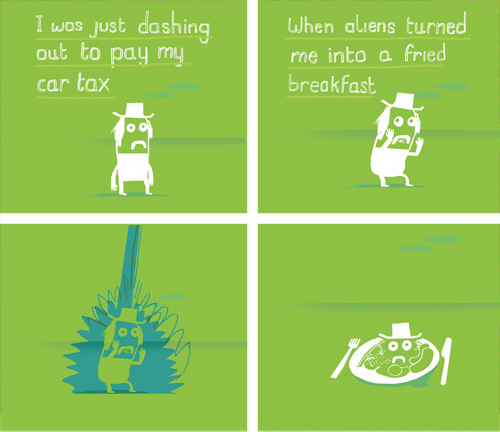 I was just dashing
out to pay my
car tax
When aliens turned
me into a fried
breakfast